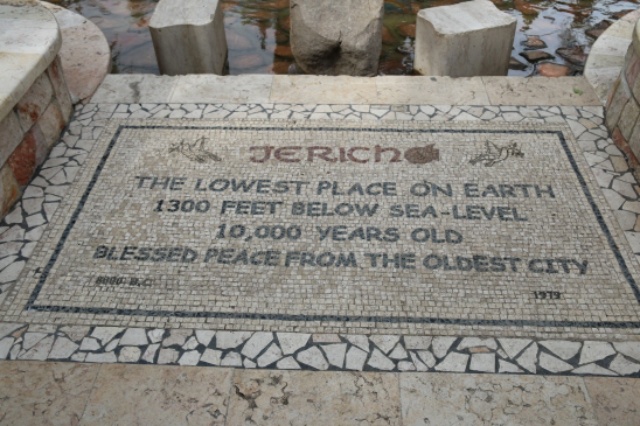 JERICHO
THE LOWEST PLACE ON EARTH
1300 FEET BELOW SEA-LEVEL
10,000 YEARS OLD
BLESSED PEACE FROM THE OLDEST CITY
8000 B.C.